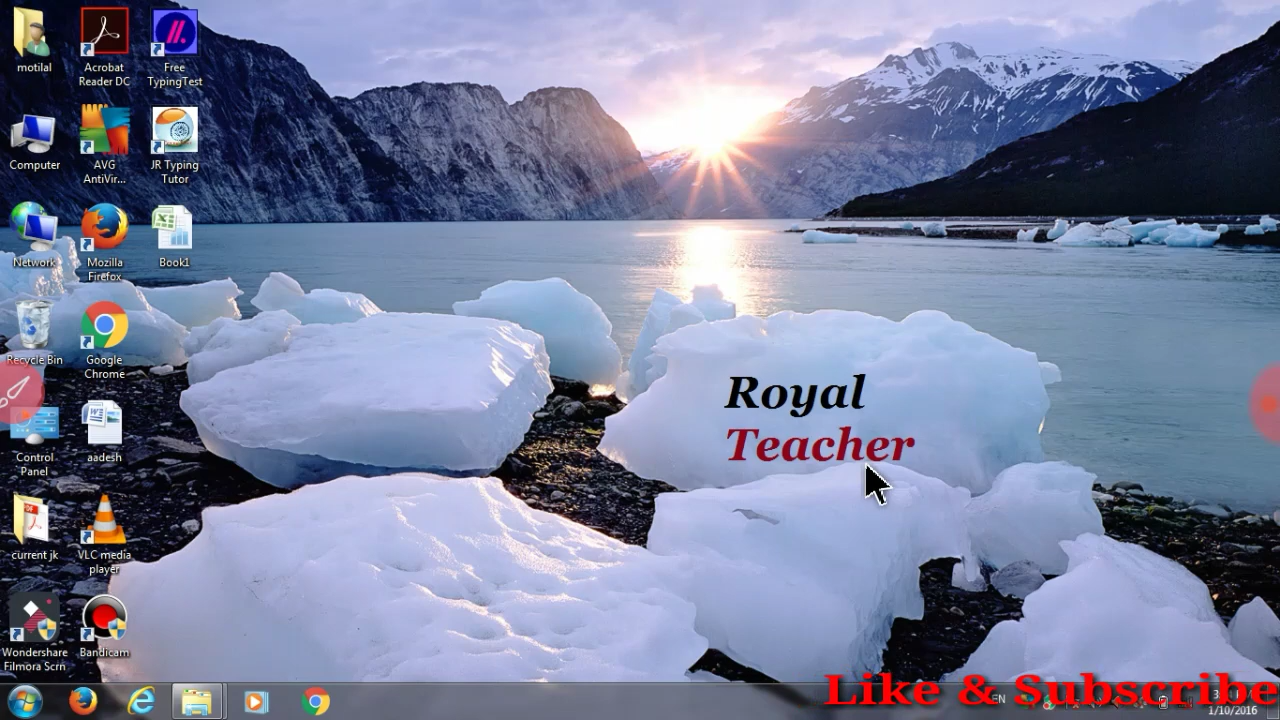 motilal
Acrobat
Reader DC
Free
TypingTest
Computer
AVG
AntiVir...
JR Typing
Tutor
Network
Mozilla
Firefox
Book1
Recycle Bin
Google
Chrome
Control
Panel
aadesh
current jk
VLC media
player
Wondershare
Filmora Scrn
Bandicam
Royal
Teacher
Like & Subscribe
EN
1/10/2016